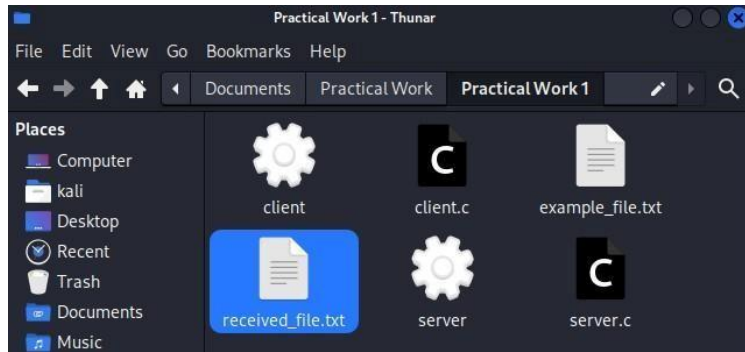 Practical Work 1 - Thunar
File Edit View Go Bookmarks Help
Documents Practical Work Practical Work 1
Places
Computer
kali
Desktop
Recent
Trash
Documents
Music
C
client client.c example_file.txt
C
received_file.txt server server.c